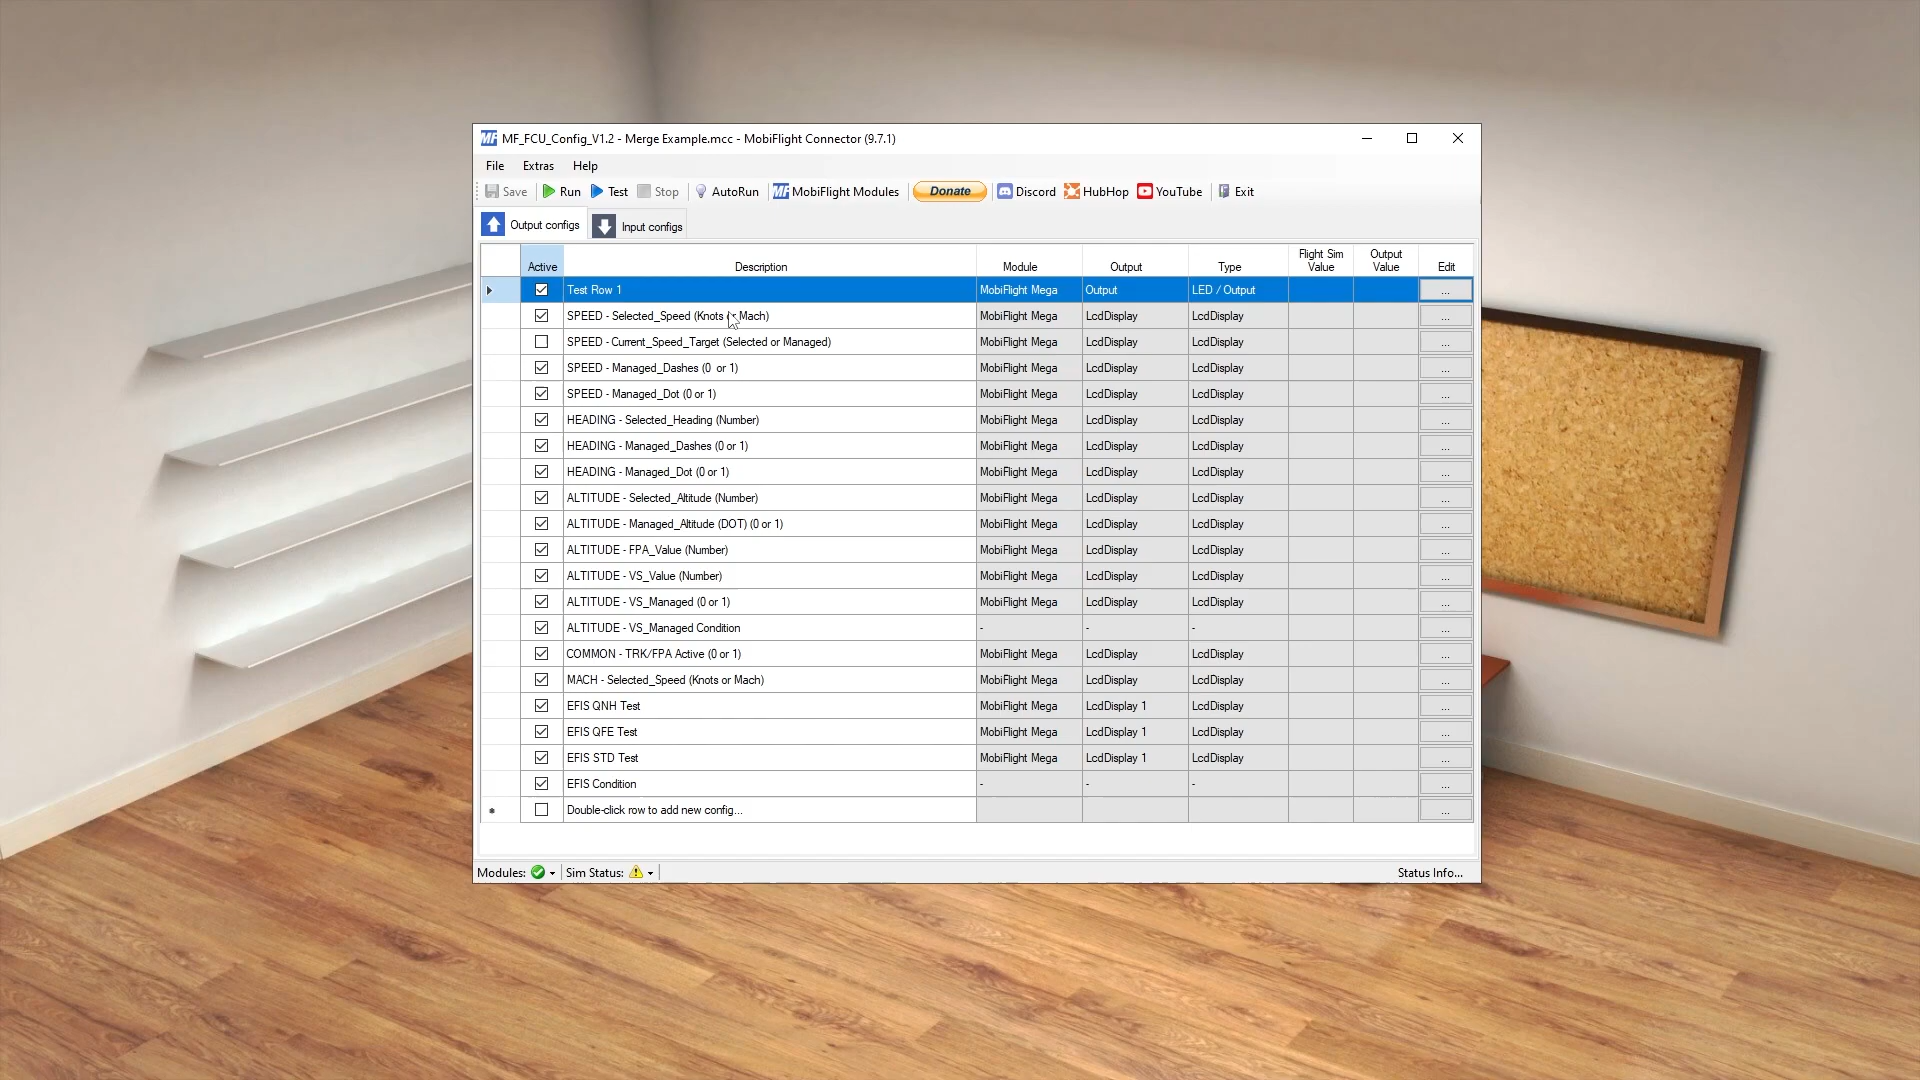 MF MF_FCU_Config_V1.2 - Merge Example.mcc - MobiFlight Connector (9.7.1)
File Extras Help
Save Run Test Stop AutoRun MF MobiFlight Modules Donate Discord HubHop YouTube Exit
Output configs Input configs
Active Description Module Output Type Flight Sim Value Output Value Edit
Test Row 1 MobiFlight Mega Output LED / Output ...
SPEED - Selected_Speed (Knots or Mach) MobiFlight Mega LcdDisplay LcdDisplay ...
SPEED - Current_Speed_Target (Selected or Managed) MobiFlight Mega LcdDisplay LcdDisplay ...
SPEED - Managed_Dashes (0 or 1) MobiFlight Mega LcdDisplay LcdDisplay ...
SPEED - Managed_Dot (0 or 1) MobiFlight Mega LcdDisplay LcdDisplay ...
HEADING - Selected_Heading (Number) MobiFlight Mega LcdDisplay LcdDisplay ...
HEADING - Managed_Dashes (0 or 1) MobiFlight Mega LcdDisplay LcdDisplay ...
HEADING - Managed_Dot (0 or 1) MobiFlight Mega LcdDisplay LcdDisplay ...
ALTITUDE - Selected_Altitude (Number) MobiFlight Mega LcdDisplay LcdDisplay ...
ALTITUDE - Managed_Altitude (DOT) (0 or 1) MobiFlight Mega LcdDisplay LcdDisplay ...
ALTITUDE - FPA_Value (Number) MobiFlight Mega LcdDisplay LcdDisplay ...
ALTITUDE - VS_Value (Number) MobiFlight Mega LcdDisplay LcdDisplay ...
ALTITUDE - VS_Managed (0 or 1) MobiFlight Mega LcdDisplay LcdDisplay ...
ALTITUDE - VS_Managed Condition - - - ...
COMMON - TRK/FPA Active (0 or 1) MobiFlight Mega LcdDisplay LcdDisplay ...
MACH - Selected_Speed (Knots or Mach) MobiFlight Mega LcdDisplay LcdDisplay ...
EFIS QNH Test MobiFlight Mega LcdDisplay 1 LcdDisplay ...
EFIS QFE Test MobiFlight Mega LcdDisplay 1 LcdDisplay ...
EFIS STD Test MobiFlight Mega LcdDisplay 1 LcdDisplay ...
EFIS Condition - - - ...
Double-click row to add new config... ...
Modules: Sim Status: Status Info...